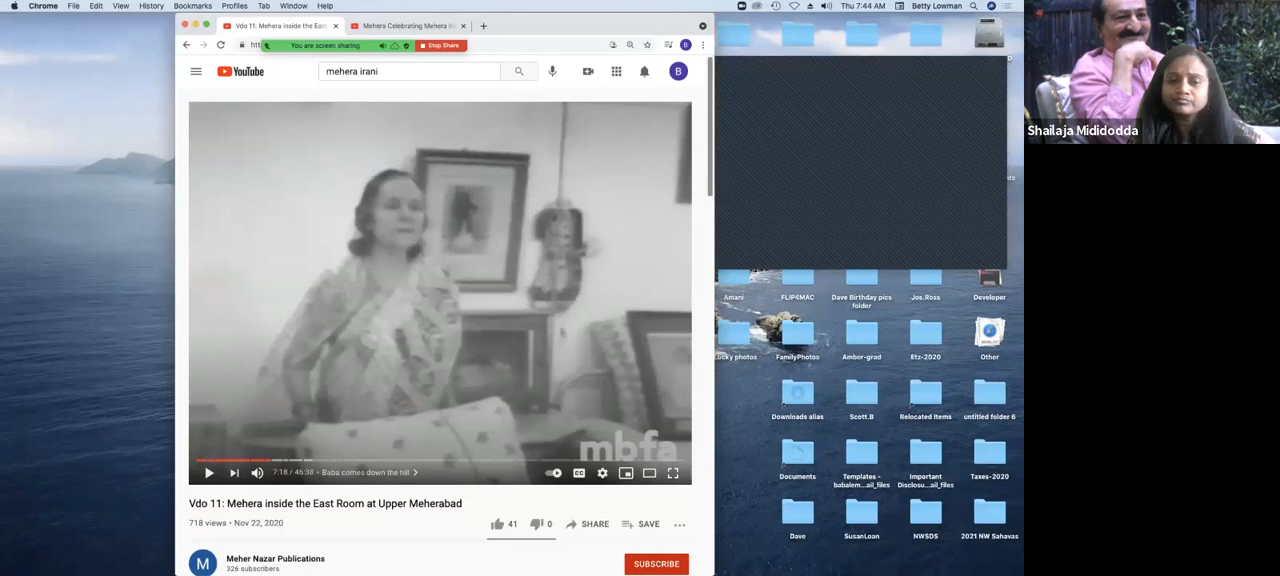 Chrome File Edit View History Bookmarks Profiles Tab Window Help Thu 7:44 AM Betty Lowman
Vdo 11: Mehera inside the East Mehera Celebrating Mehera Ir
You are screen sharing Stop Share B
YouTube mehera irani B
Shailaja Mididodda
mbfa
7:18 / 46:38 • Baba comes down the hill CC
Vdo 11: Mehera inside the East Room at Upper Meherabad
718 views • Nov 22, 2020 41 0 SHARE SAVE
M Meher Nazar Publications
326 subscribers
SUBSCRIBE
Amani FLIP4MAC Dave Birthday pics folder Jos.Ross Developer
Lucky photos FamilyPhotos Amber-grad Etz-2020 Other
Downloads alias Scott.B Relocated Items untitled folder 6
Documents Templates - babalem...ail_files Important Disclosu...ail_files Taxes-2020
Dave SusanLoan NWSDS 2021 NW Sahavas